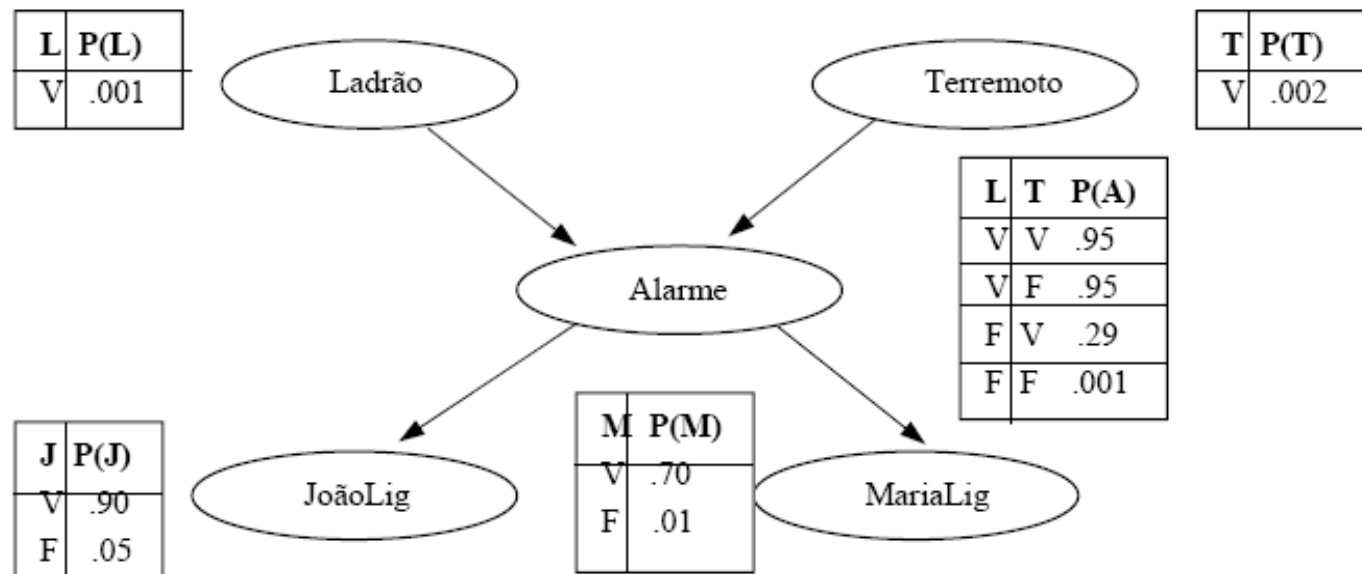 L P(L)
V .001
Ladrão
Terremoto
T P(T)
V .002
L T P(A)
V V .95
V F .95
F V .29
F F .001
Alarme
J P(J)
V .90
F .05
JoãoLig
M P(M)
V .70
F .01
MariaLig